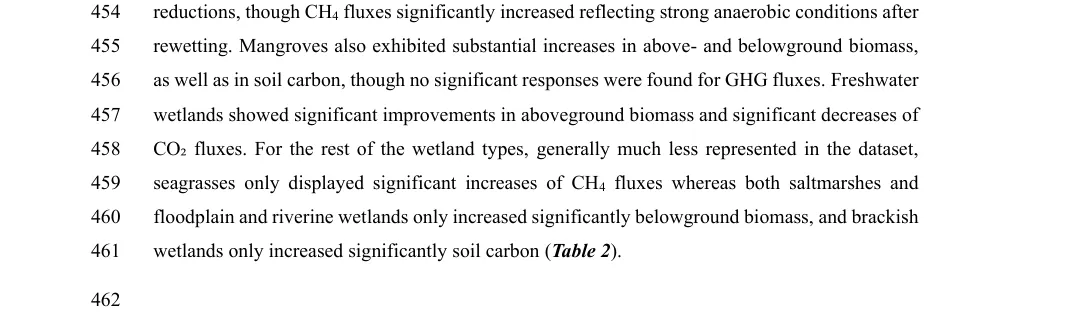 454 reductions, though CH₄ fluxes significantly increased reflecting strong anaerobic conditions after
455 rewetting. Mangroves also exhibited substantial increases in above- and belowground biomass,
456 as well as in soil carbon, though no significant responses were found for GHG fluxes. Freshwater
457 wetlands showed significant improvements in aboveground biomass and significant decreases of
458 CO₂ fluxes. For the rest of the wetland types, generally much less represented in the dataset,
459 seagrasses only displayed significant increases of CH₄ fluxes whereas both saltmarshes and
460 floodplain and riverine wetlands only increased significantly belowground biomass, and brackish
461 wetlands only increased significantly soil carbon (Table 2).
462